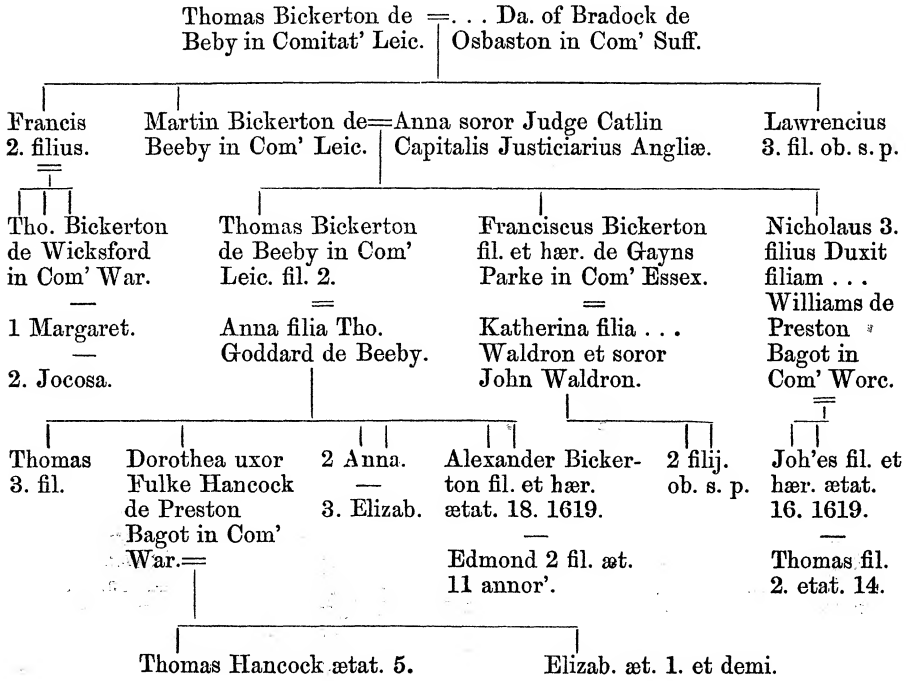 Thomas Bickerton de =. . . Da. of Bradock de
Beby in Comitat' Leic. Osbaston in Com' Suff.
Francis
2. filius.
Martin Bickerton de=Anna soror Judge Catlin
Beeby in Com' Leic. Capitalis Justiciarius Angliæ.
Lawrencius
3. fil. ob. s. p.
Tho. Bickerton
de Wicksford
in Com' War.
—
1 Margaret.
—
2. Jocosa.
Thomas Bickerton
de Beeby in Com'
Leic. fil. 2.
=
Anna filia Tho.
Goddard de Beeby.
Franciscus Bickerton
fil. et hær. de Gayns
Parke in Com' Essex.
=
Katherina filia . . .
Waldron et soror
John Waldron.
Nicholaus 3.
filius Duxit
filiam . . .
Williams de
Preston
Bagot in
Com' Worc.
Thomas
3. fil.
Dorothea uxor
Fulke Hancock
de Preston
Bagot in Com'
War.=
2 Anna.
—
3. Elizab.
Alexander Bicker-
ton fil. et hær.
ætat. 18. 1619.
—
Edmond 2 fil. æt.
11 annor'.
2 filij.
ob. s. p.
Joh'es fil. et
hær. ætat.
16. 1619.
—
Thomas fil.
2. etat. 14.
Thomas Hancock ætat. 5.
Elizab. æt. 1. et demi.